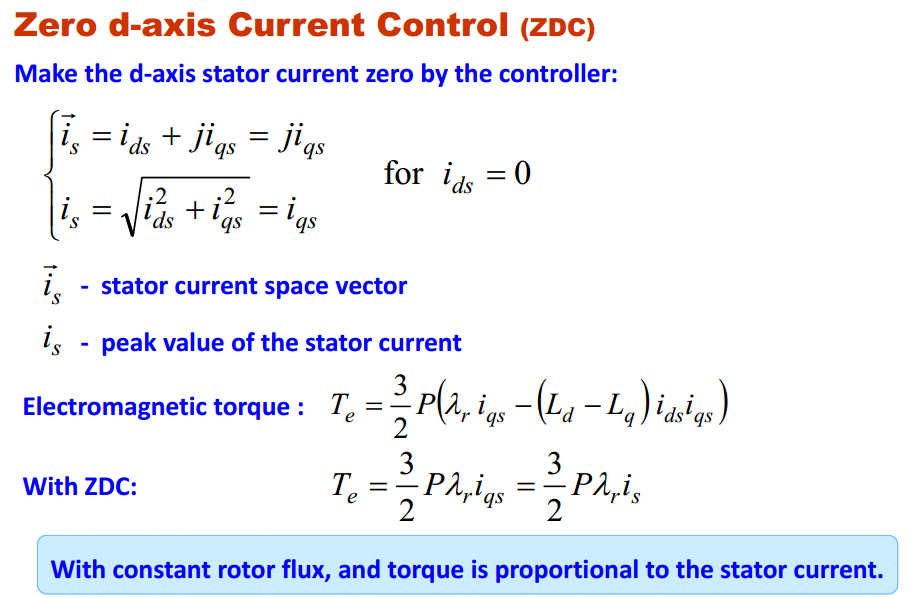 Zero d-axis Current Control (ZDC)
Make the d-axis stator current zero by the controller:
$\begin{cases} \vec{i}_s = i_{ds} + ji_{qs} = ji_{qs} \\ i_s = \sqrt{i_{ds}^2 + i_{qs}^2} = i_{qs} \end{cases}$ for $i_{ds} = 0$
$\vec{i}_s$ - stator current space vector
$i_s$ - peak value of the stator current
Electromagnetic torque : $T_e = \frac{3}{2} P \left( \lambda_r i_{qs} - \left( L_d - L_q \right) i_{ds} i_{qs} \right)$
With ZDC: $T_e = \frac{3}{2} P \lambda_r i_{qs} = \frac{3}{2} P \lambda_r i_s$
With constant rotor flux, and torque is proportional to the stator current.